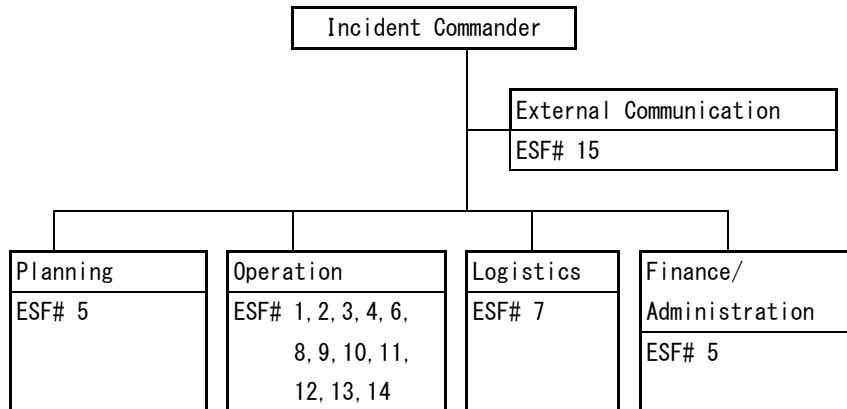 Incident Commander
External Communication
ESF# 15
Planning
ESF# 5
Operation
ESF# 1, 2, 3, 4, 6,
8, 9, 10, 11,
12, 13, 14
Logistics
ESF# 7
Finance/
Administration
ESF# 5